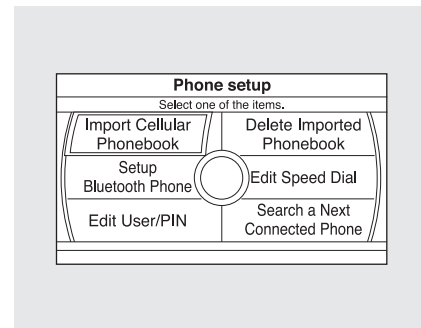 Phone setup
Select one of the items.
Import Cellular
Phonebook
Delete Imported
Phonebook
Setup
Bluetooth Phone
Edit Speed Dial
Edit User/PIN
Search a Next
Connected Phone